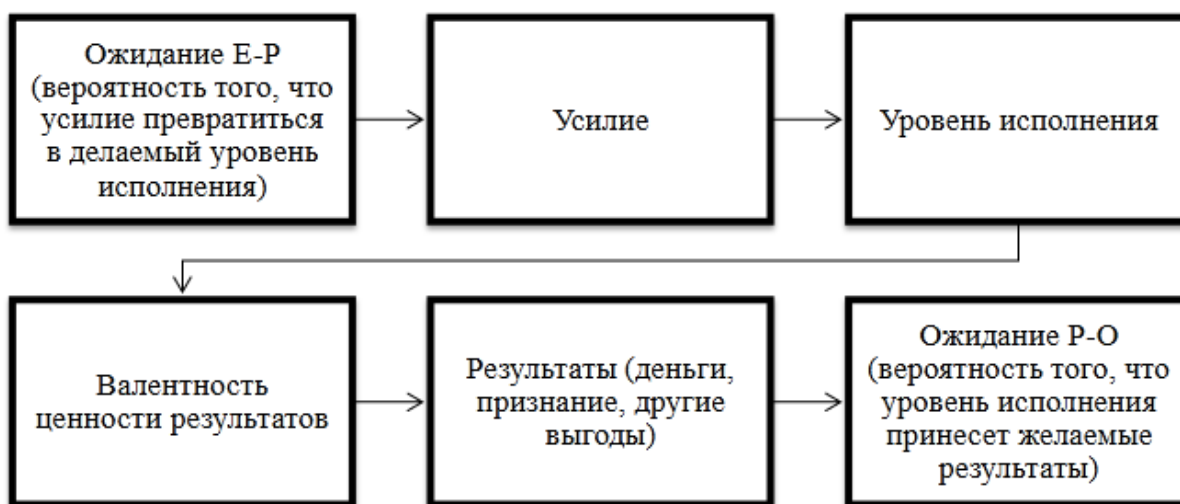 Ожидание E-P
(вероятность того, что
усилие превратиться
в делаемый уровень
исполнения)
Усилие
Уровень исполнения
Валентность
ценности результатов
Результаты (деньги,
признание, другие
выгоды)
Ожидание P-O
(вероятность того, что
уровень исполнения
принесет желаемые
результаты)